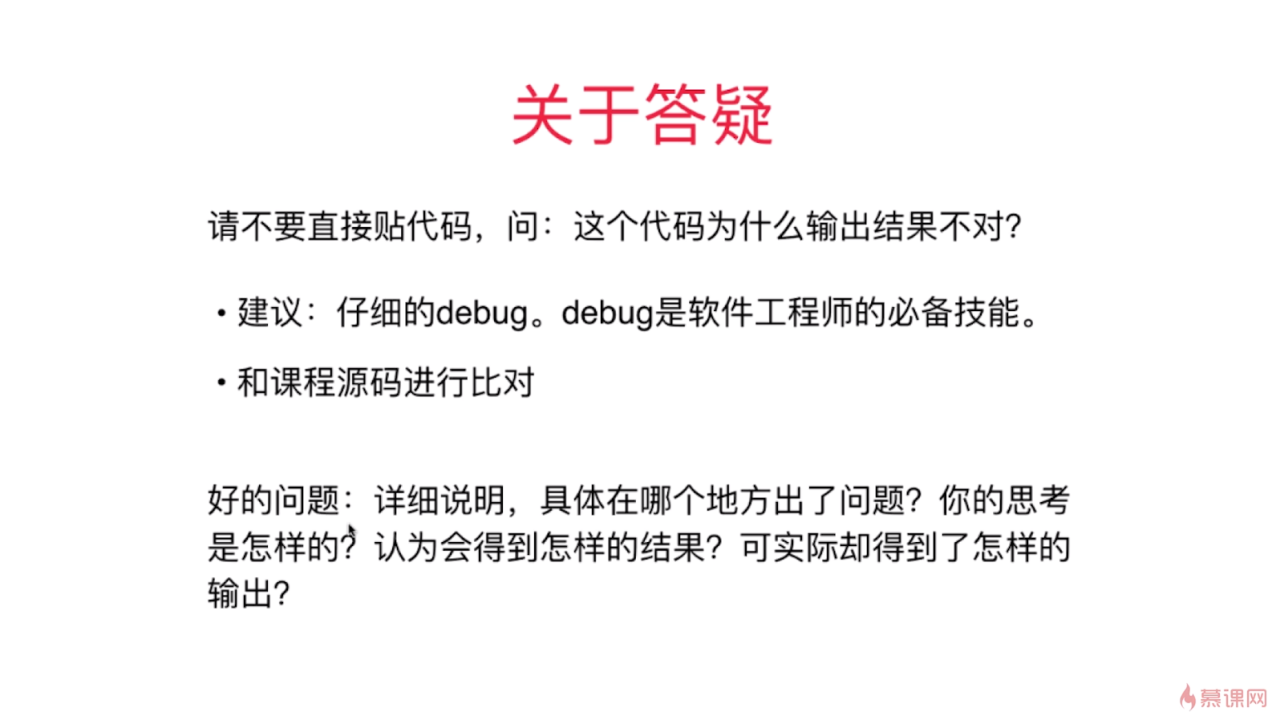 关于答疑
请不要直接贴代码，问：这个代码为什么输出结果不对？
• 建议：仔细的debug。debug是软件工程师的必备技能。
• 和课程源码进行比对
好的问题：详细说明，具体在哪个地方出了问题？你的思考
是怎样的？认为会得到怎样的结果？可实际却得到了怎样的
输出？
慕课网